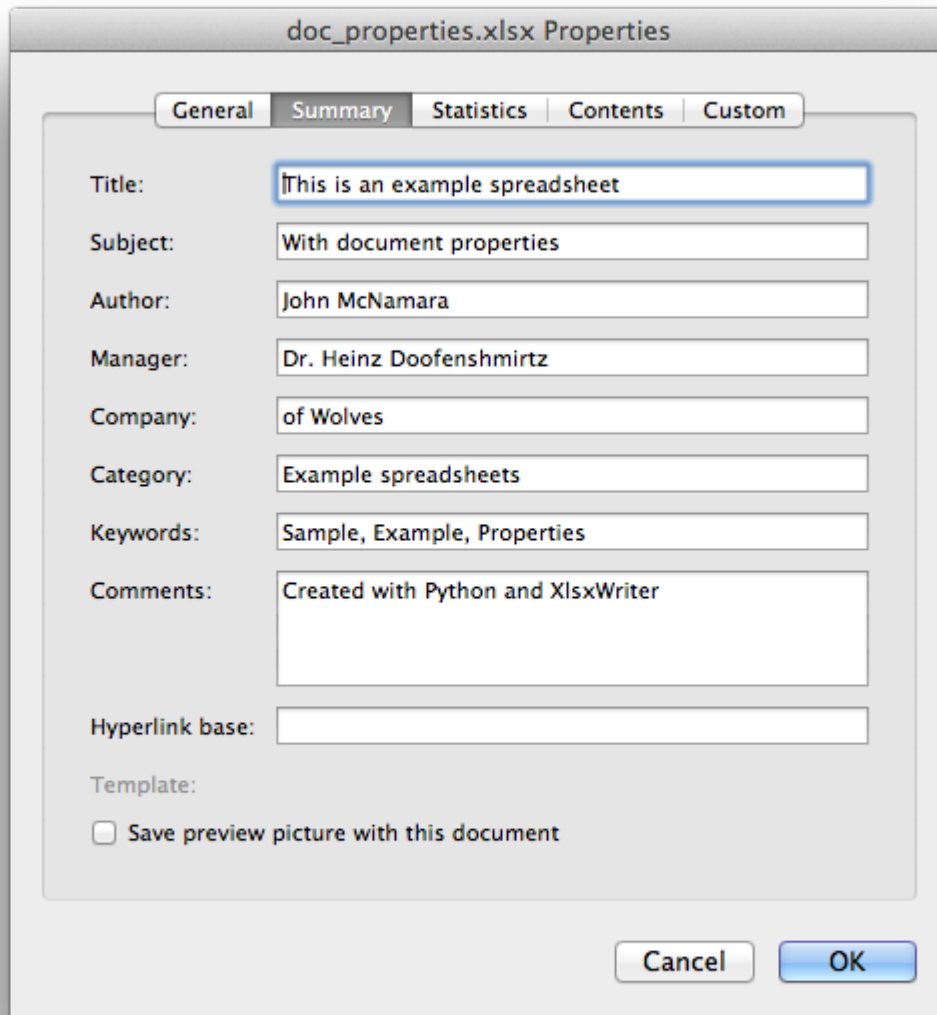 doc_properties.xlsx Properties
General Summary Statistics Contents Custom
Title: This is an example spreadsheet
Subject: With document properties
Author: John McNamara
Manager: Dr. Heinz Doofenshmirtz
Company: of Wolves
Category: Example spreadsheets
Keywords: Sample, Example, Properties
Comments: Created with Python and XlsxWriter
Hyperlink base:
Template:
Save preview picture with this document
Cancel OK